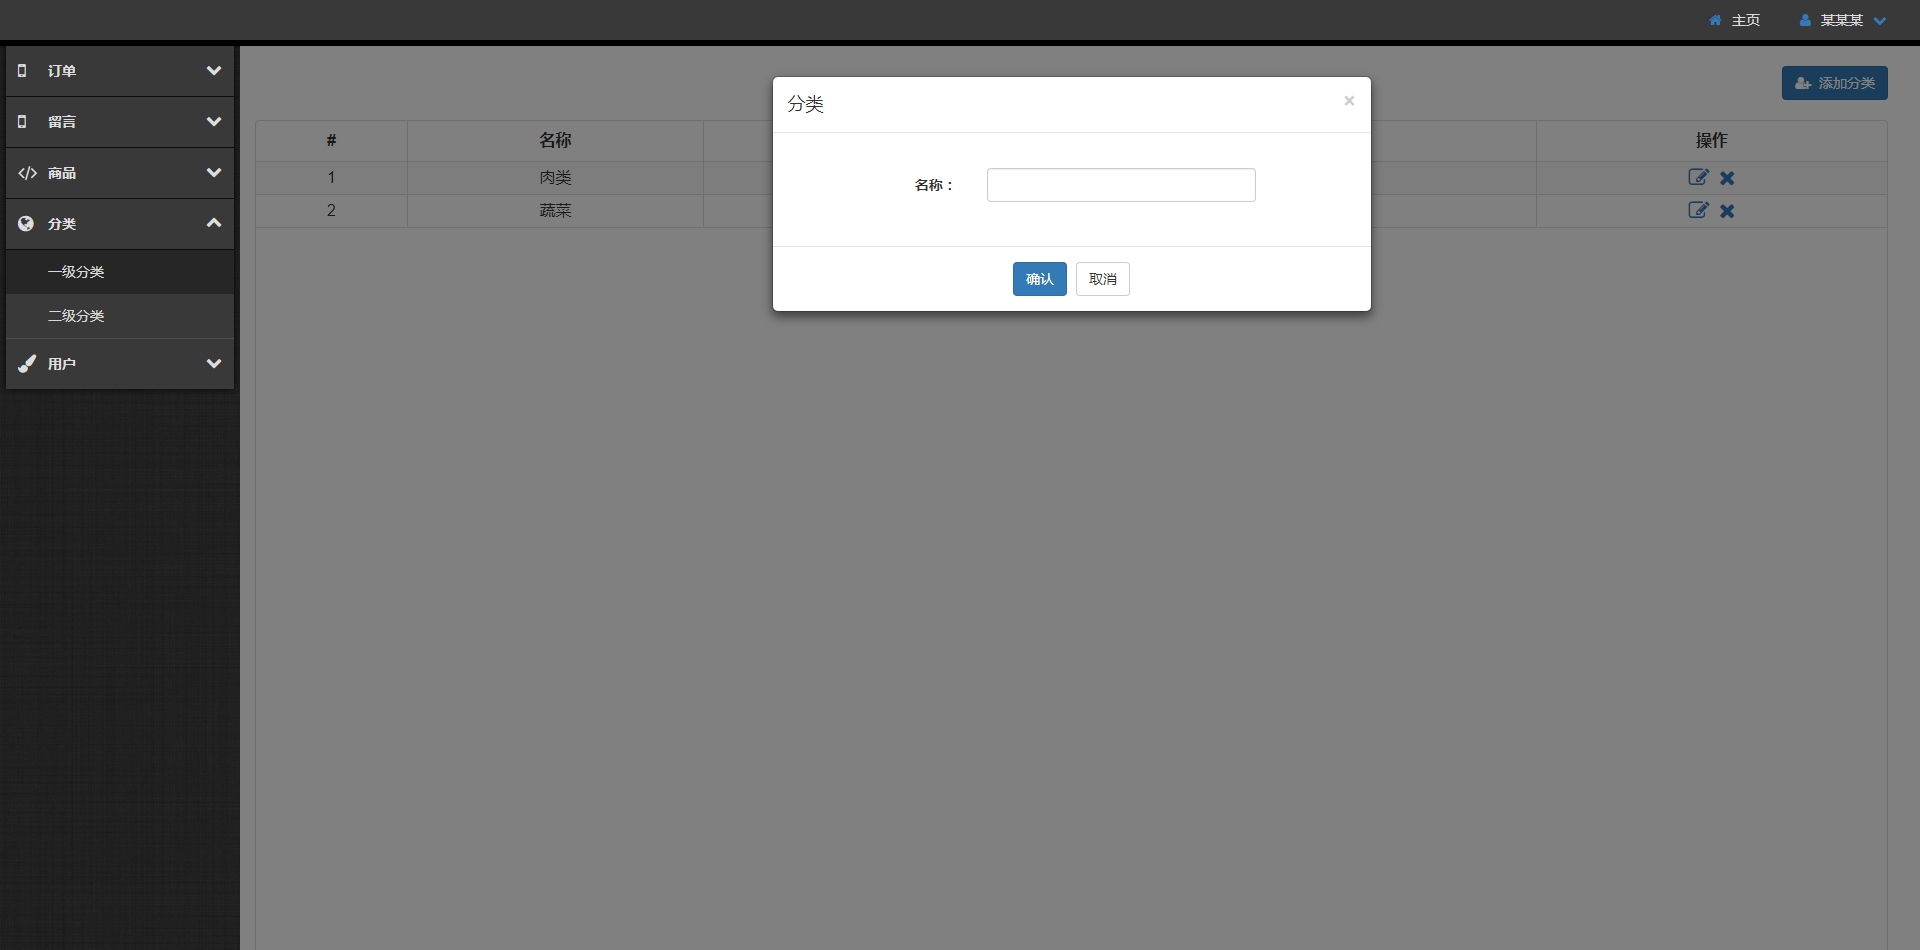 主页 某某某
订单
留言
商品
分类
一级分类
二级分类
用户
添加分类
# 名称 操作
1 肉类
2 蔬菜
分类 ×
名称：
确认 取消